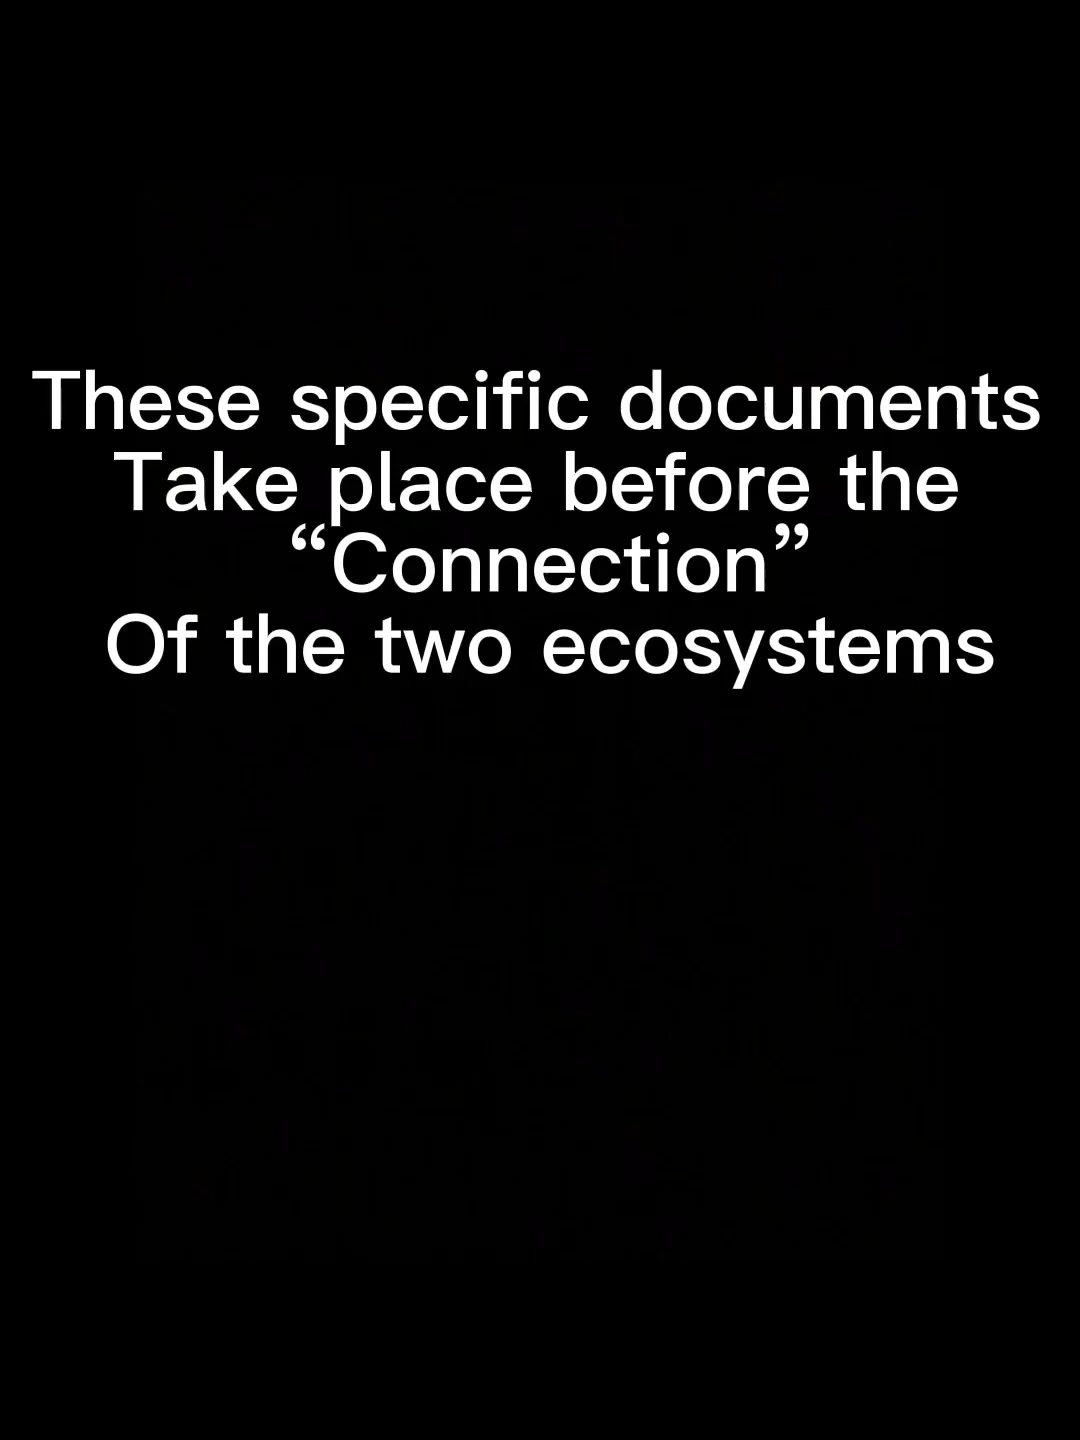 These specific documents
Take place before the
“Connection”
Of the two ecosystems